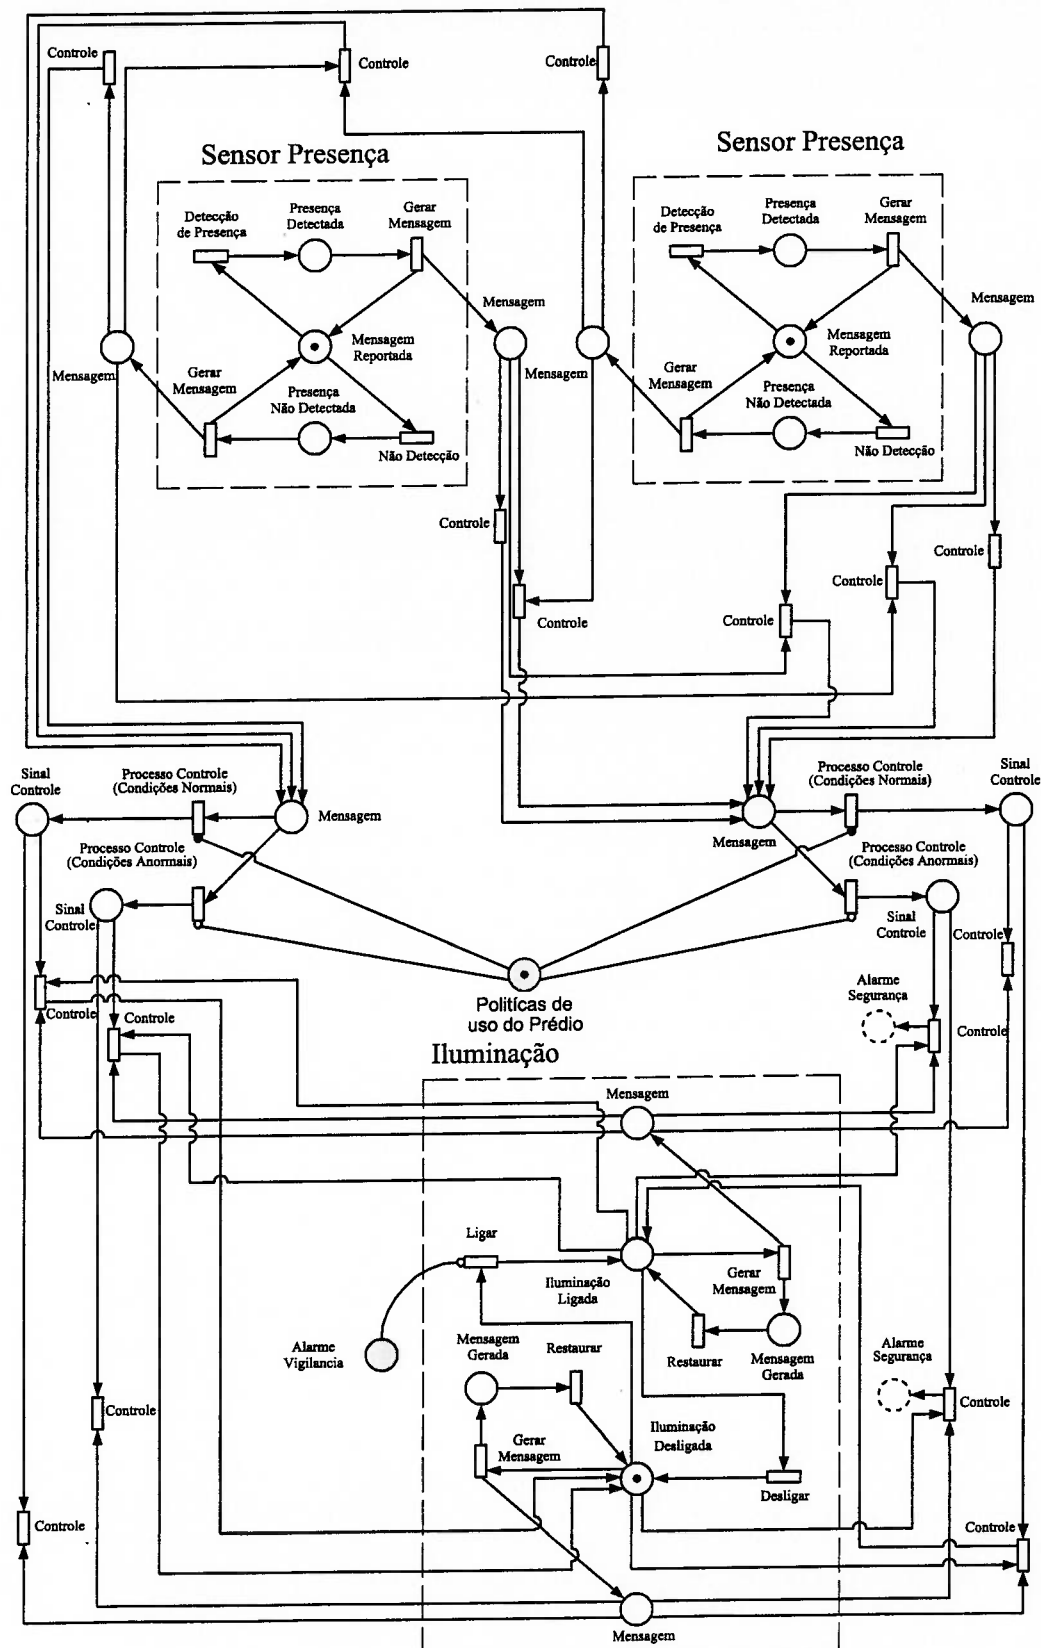 Controle
Controle
Controle
Sensor Presença
Sensor Presença
Detecção
de Presença
Presença
Detectada
Gerar
Mensagem
Detecção
de Presença
Presença
Detectada
Gerar
Mensagem
Mensagem
Mensagem
Mensagem
Reportada
Mensagem
Reportada
Mensagem
Gerar
Mensagem
Mensagem
Gerar
Mensagem
Presença
Não Detectada
Presença
Não Detectada
Não Detecção
Não Detecção
Controle
Controle
Controle
Controle
Controle
Sinal
Controle
Processo Controle
(Condições Normais)
Mensagem
Processo Controle
(Condições Normais)
Sinal
Controle
Mensagem
Processo Controle
(Condições Anormais)
Processo Controle
(Condições Anormais)
Sinal
Controle
Sinal
Controle
Controle
Alarme
Segurança
Controle
Controle
Controle
Politícas de
uso do Prédio
Iluminação
Mensagem
Ligar
Iluminação
Ligada
Gerar
Mensagem
Alarme
Vigilancia
Mensagem
Gerada
Restaurar
Restaurar
Mensagem
Gerada
Alarme
Segurança
Controle
Controle
Gerar
Mensagem
Iluminação
Desligada
Desligar
Controle
Controle
Mensagem